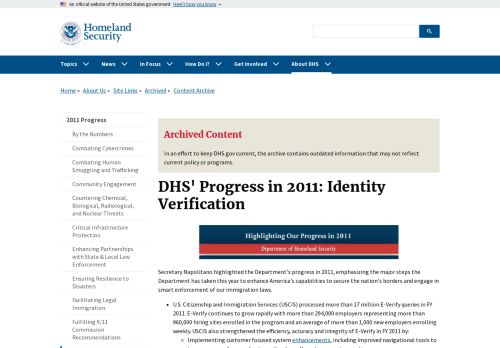 An official website of the United States government Here's how you know
Homeland
Security
Topics News In Focus How Do I? Get Involved About DHS
Home About Us Site Links Archived Content Archive
2011 Progress
By the Numbers
Combating Cybercrimes
Combating Human
Smuggling and Trafficking
Community Engagement
Countering Chemical,
Biological, Radiological,
and Nuclear Threats
Critical Infrastructure
Protection
Enhancing Partnerships
with State & Local Law
Enforcement
Ensuring Resilience to
Disasters
Facilitating Legal
Immigration
Fulfilling 9/11
Commission
Recommendations
Archived Content
In an effort to keep DHS.gov current, the archive contains outdated information that may not reflect
current policy or programs.
DHS' Progress in 2011: Identity
Verification
Highlighting Our Progress in 2011
Department of Homeland Security
Secretary Napolitano highlighted the Department's progress in 2011, emphasizing the major steps the
Department has taken this year to enhance America's capabilities to secure the nation's borders and engage in
smart enforcement of our immigration laws.
• U.S. Citizenship and Immigration Services (USCIS) processed more than 17 million E-Verify queries in FY
2011. E-Verify continues to grow rapidly with more than 294,000 employers representing more than
960,000 hiring sites enrolled in the program and an average of more than 1,000 new employers enrolling
weekly. USCIS also strengthened the efficiency, accuracy and integrity of E-Verify in FY 2011 by:
Implementing customer focused system enhancements, including improved navigational tools to